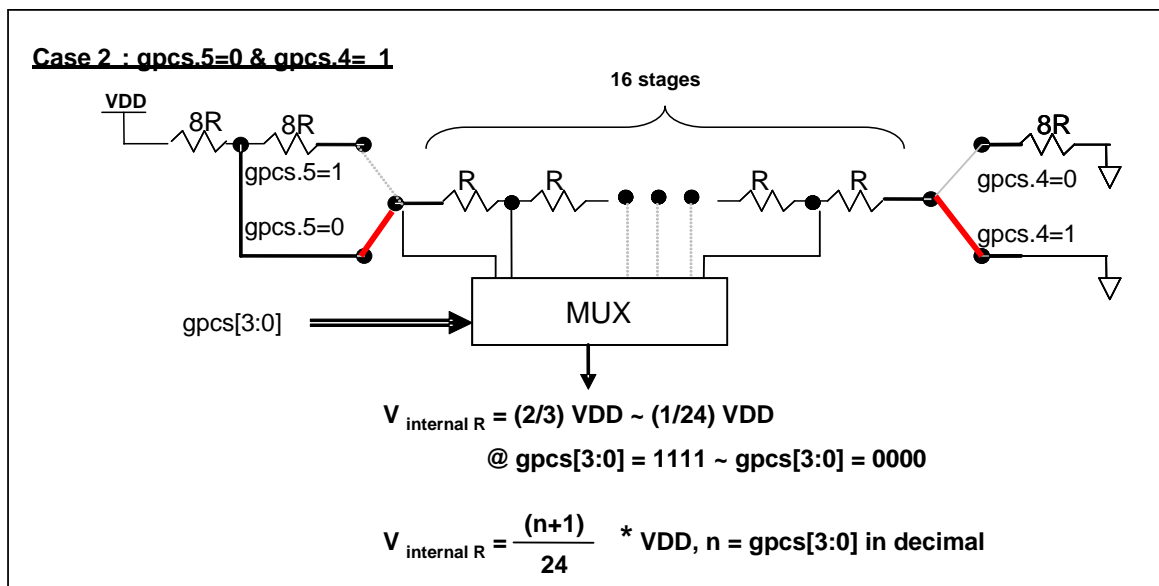 Case 2 : gpcs.5=0 & gpcs.4= 1
16 stages
VDD
8R
8R
8R
gpcs.5=1
R
R
R
R
gpcs.4=0
gpcs.5=0
gpcs.4=1
MUX
gpcs[3:0]
V internal R = (2/3) VDD ~ (1/24) VDD
@ gpcs[3:0] = 1111 ~ gpcs[3:0] = 0000
V internal R = (n+1) / 24 * VDD, n = gpcs[3:0] in decimal